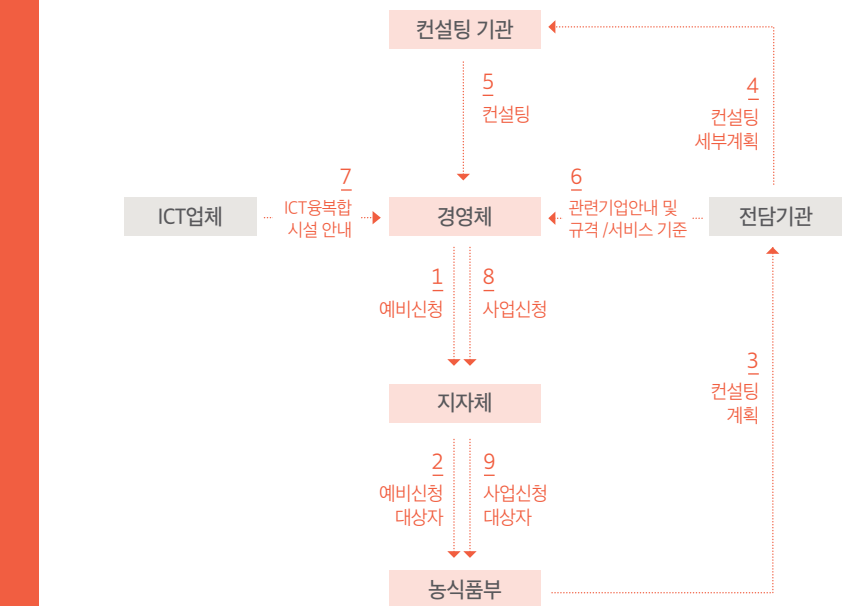 컨설팅 기관
5
컨설팅
4
컨설팅
세부계획
7
ICT융복합
시설 안내
6
관련기업안내 및
규격 /서비스 기준
ICT업체
경영체
전담기관
1
예비신청
8
사업신청
3
컨설팅
계획
지자체
2
예비신청
대상자
9
사업신청
대상자
농식품부